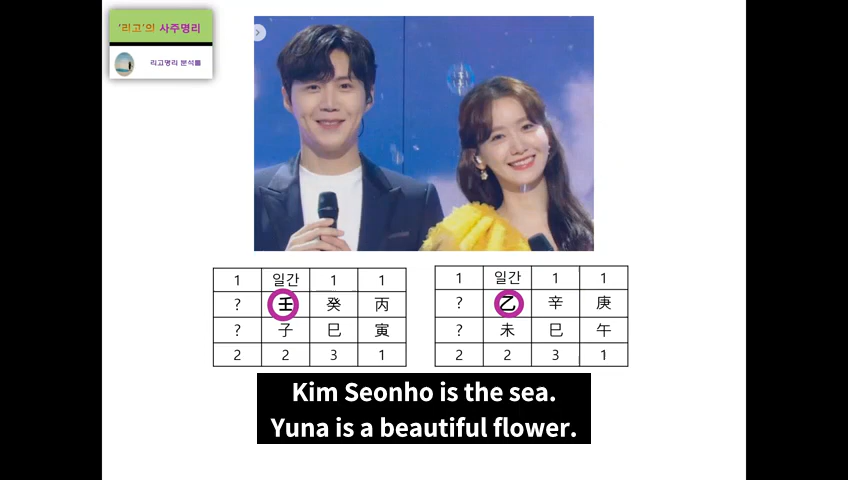 '리고'의 사주명리
리고명리 분석툴
1 일간 1 1
? 壬 癸 丙
? 子 巳 寅
2 2 3 1
1 일간 1 1
? 乙 辛 庚
? 未 巳 午
2 2 3 1
Kim Seonho is the sea.
Yuna is a beautiful flower.